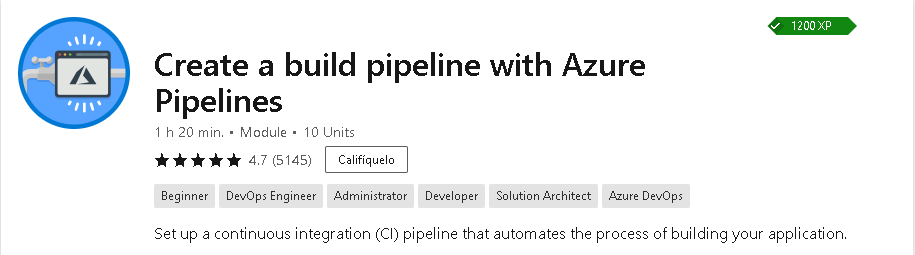 1200 XP
Create a build pipeline with Azure
Pipelines
1 h 20 min. • Module • 10 Units
4.7 (5145) Califíquelo
Beginner DevOps Engineer Administrator Developer Solution Architect Azure DevOps
Set up a continuous integration (CI) pipeline that automates the process of building your application.